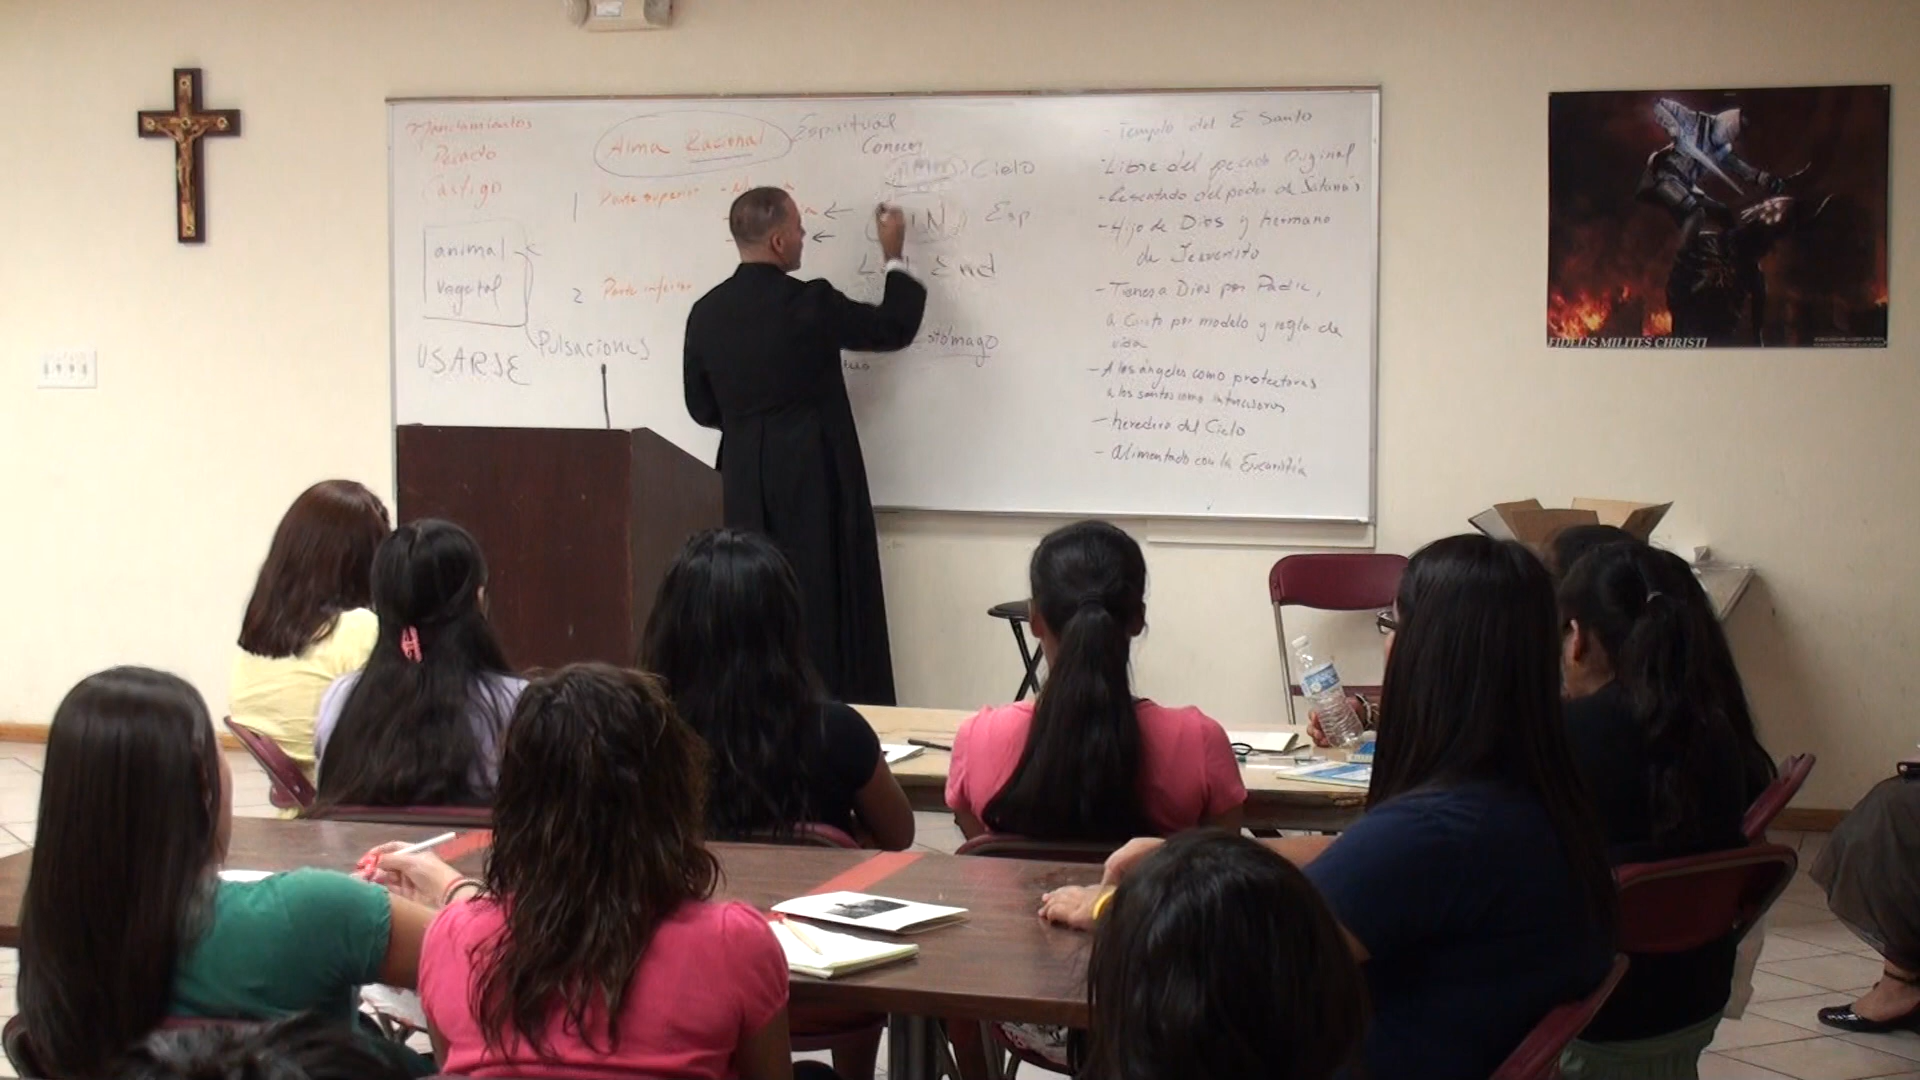 Mandamientos
Pecado
Castigo
animal
vegetal
USARSE
Pulsaciones
Alma Racional
Espiritual
Conocer
Cielo
1 Parte superior
Esp
End
2 Parte inferior
- Templo del E Santo
- Libre del pecado Original
- Rescatado del poder de Satanás
- Hijo de Dios y hermano
de Jesucristo
- Tienes a Dios por Padre,
a Cristo por modelo y regla de
vida
- A los ángeles como protectores
a los santos como intercesores
- heredero del Cielo
- Alimentado con la Eucaristía
FIDELIS MILITES CHRISTI